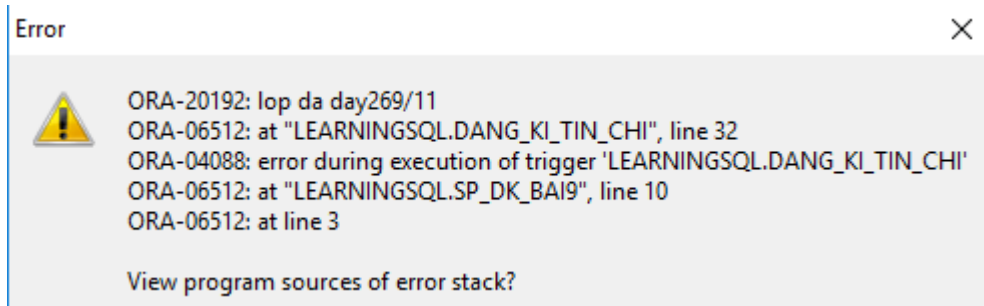 Error
ORA-20192: lop da day269/11
ORA-06512: at "LEARNINGSQL.DANG_KI_TIN_CHI", line 32
ORA-04088: error during execution of trigger 'LEARNINGSQL.DANG_KI_TIN_CHI'
ORA-06512: at "LEARNINGSQL.SP_DK_BAI9", line 10
ORA-06512: at line 3
View program sources of error stack?